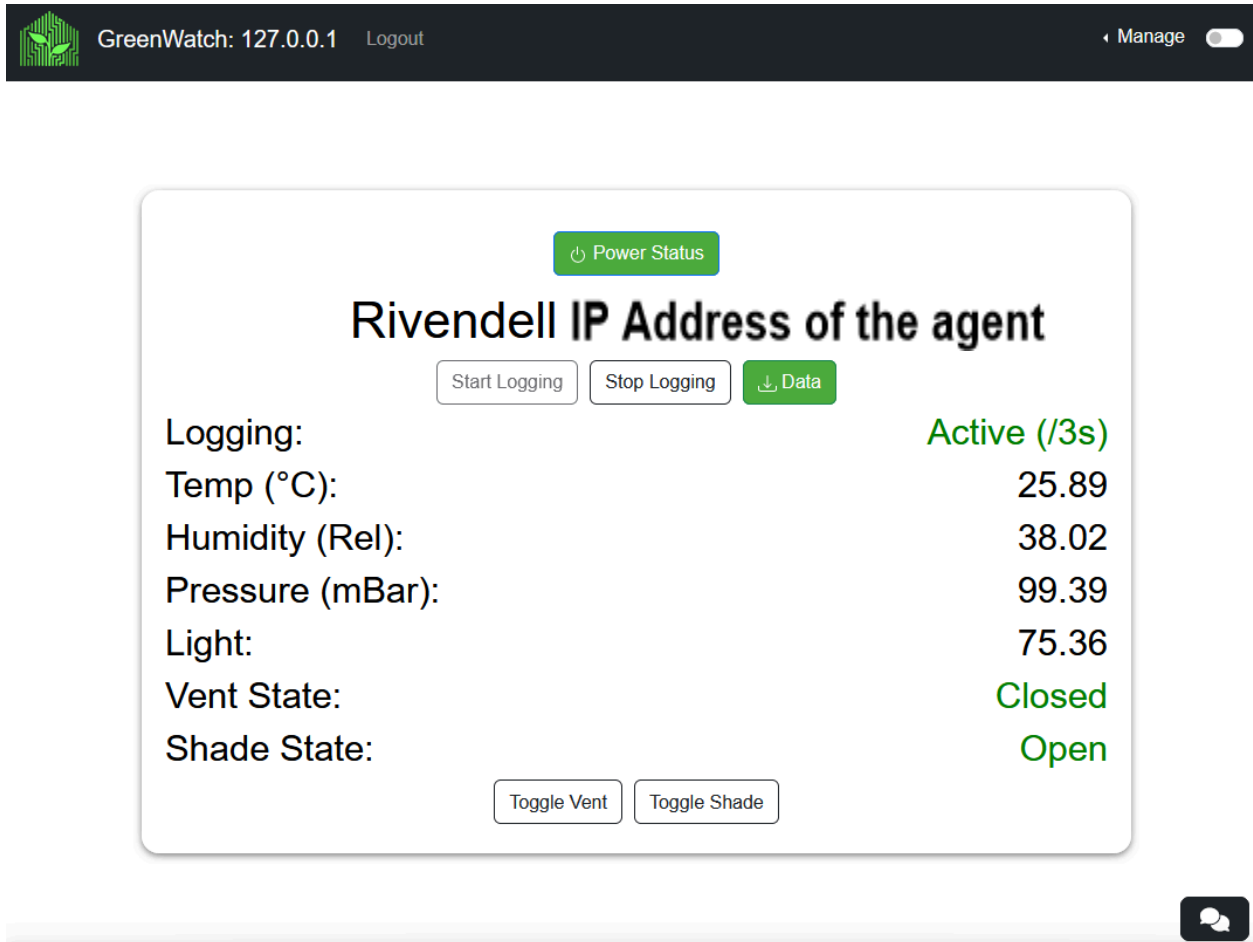 GreenWatch: 127.0.0.1 Logout Manage
Power Status
Rivendell IP Address of the agent
Start Logging Stop Logging Data
Logging: Active (/3s)
Temp (°C): 25.89
Humidity (Rel): 38.02
Pressure (mBar): 99.39
Light: 75.36
Vent State: Closed
Shade State: Open
Toggle Vent Toggle Shade